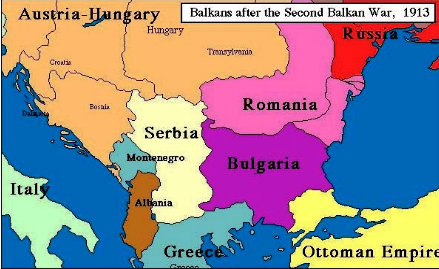 Balkans after the Second Balkan War, 1913
Austria-Hungary
Hungary
Russia
Transylvania
Croatia
Bosnia
Romania
Dalmatia
Serbia
Montenegro
Bulgaria
Italy
Albania
Greece
Ottoman Empire
Greece